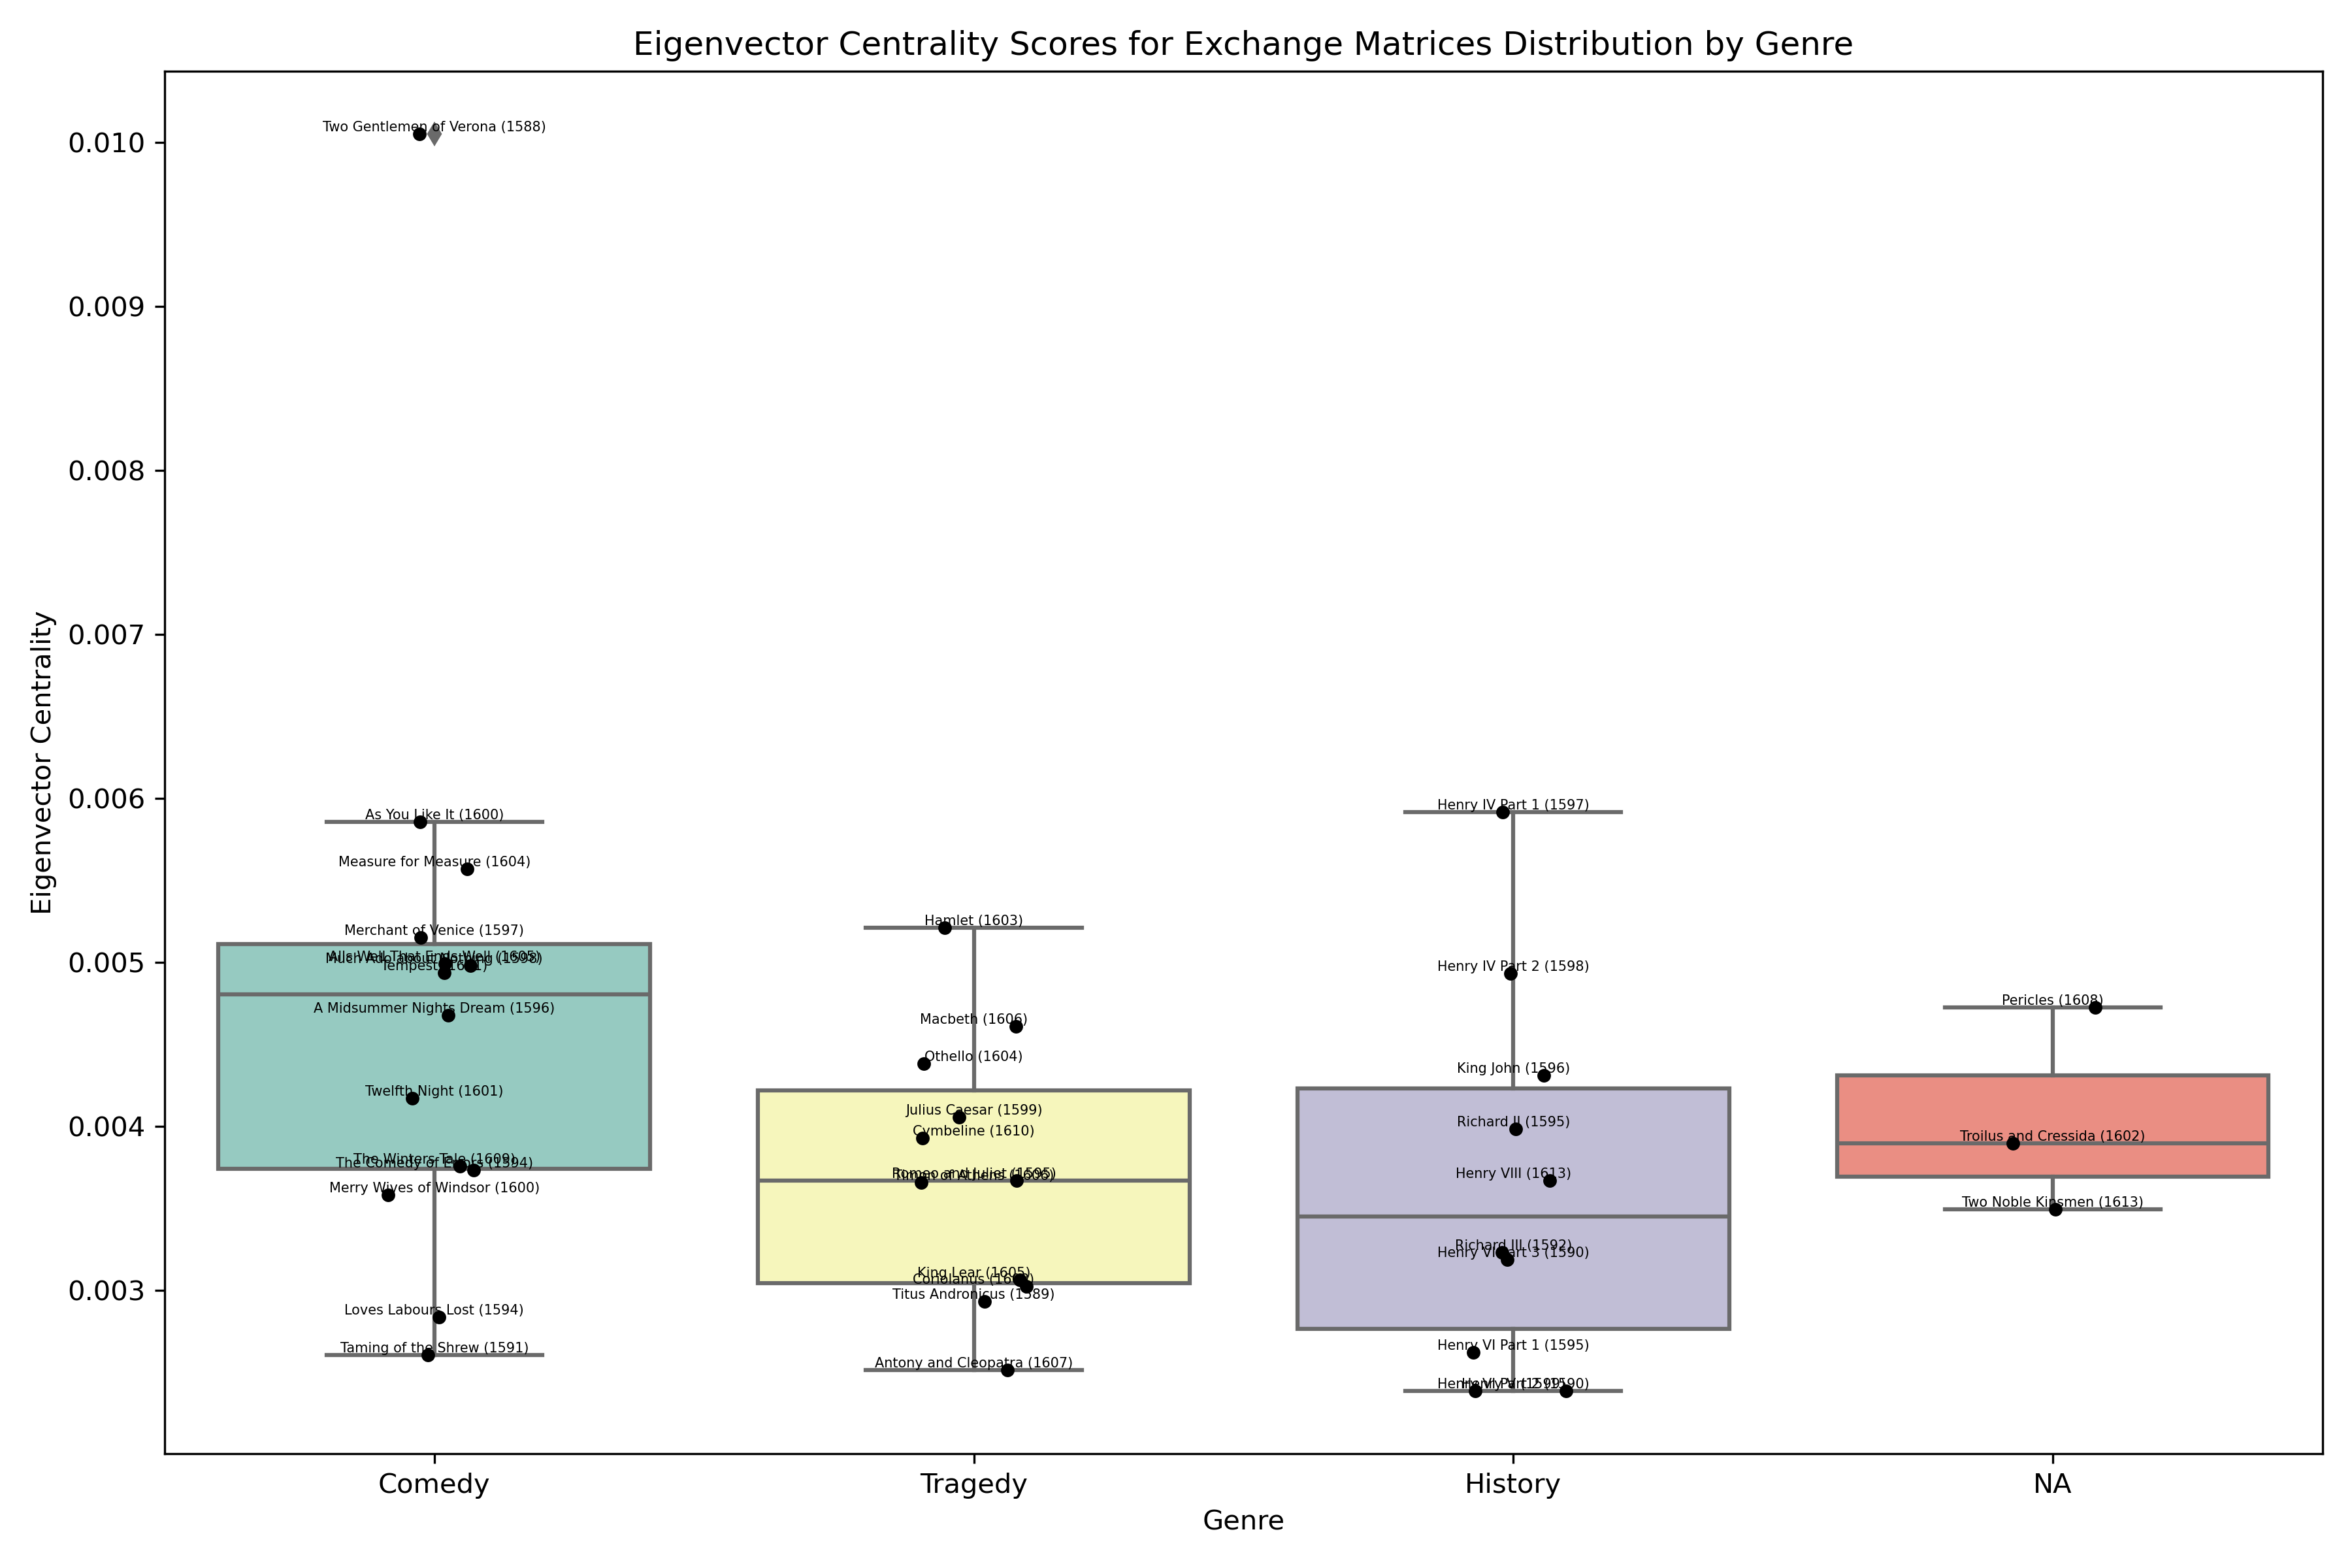 Eigenvector Centrality Scores for Exchange Matrices Distribution by Genre
Eigenvector Centrality
0.010
0.009
0.008
0.007
0.006
0.005
0.004
0.003
Two Gentlemen of Verona (1588)
As You Like It (1600)
Measure for Measure (1604)
Merchant of Venice (1597)
Alls Well That Ends Well (1605)
Much Ado about Nothing (1598)
Tempest (1611)
A Midsummer Nights Dream (1596)
Twelfth Night (1601)
The Winters Tale (1609)
The Comedy of Errors (1594)
Merry Wives of Windsor (1600)
Loves Labours Lost (1594)
Taming of the Shrew (1591)
Hamlet (1603)
Macbeth (1606)
Othello (1604)
Julius Caesar (1599)
Cymbeline (1610)
Romeo and Juliet (1595)
Timon of Athens (1606)
King Lear (1605)
Coriolanus
Titus Andronicus (1589)
Antony and Cleopatra (1607)
Henry IV Part 1 (1597)
Henry IV Part 2 (1598)
King John (1596)
Richard II (1595)
Henry VIII (1613)
Richard III (1592)
Henry VI Part 3 (1590)
Henry VI Part 1 (1595)
Henry VI Part 2 (1590)
Henry V (1599)
Pericles (1608)
Troilus and Cressida (1602)
Two Noble Kinsmen (1613)
Comedy
Tragedy
History
NA
Genre